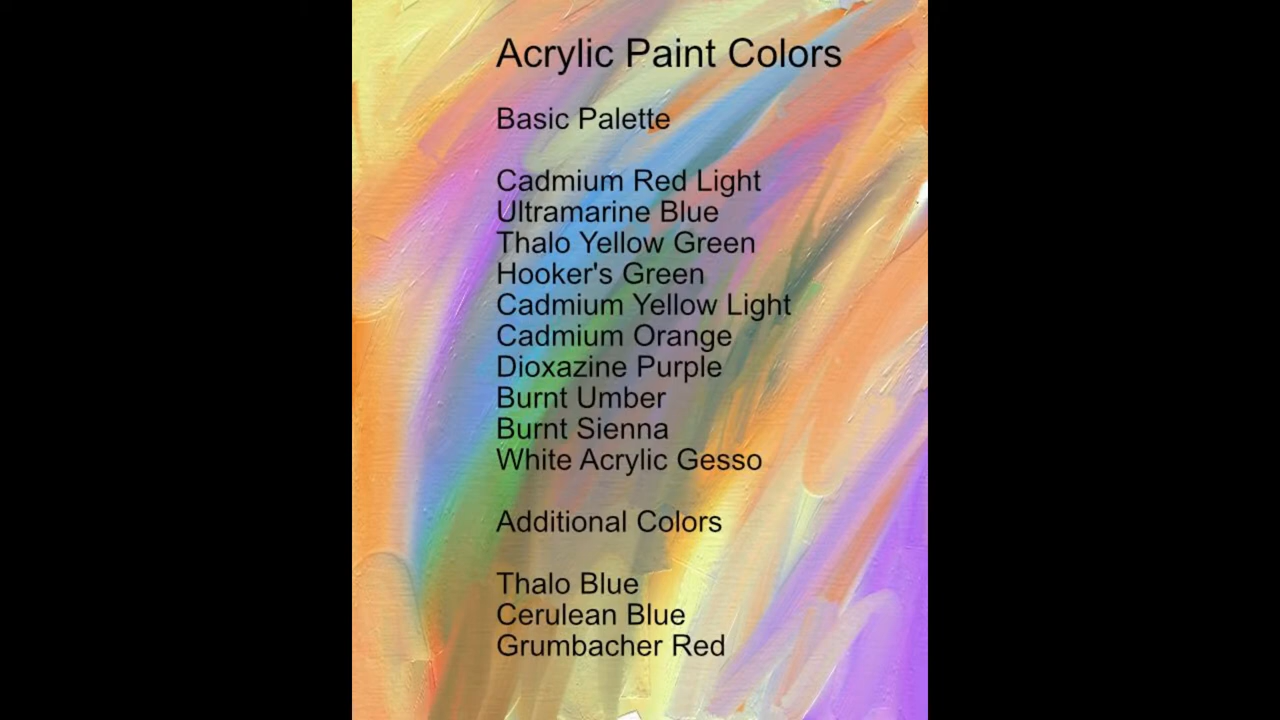 Acrylic Paint Colors
Basic Palette
Cadmium Red Light
Ultramarine Blue
Thalo Yellow Green
Hooker's Green
Cadmium Yellow Light
Cadmium Orange
Dioxazine Purple
Burnt Umber
Burnt Sienna
White Acrylic Gesso
Additional Colors
Thalo Blue
Cerulean Blue
Grumbacher Red